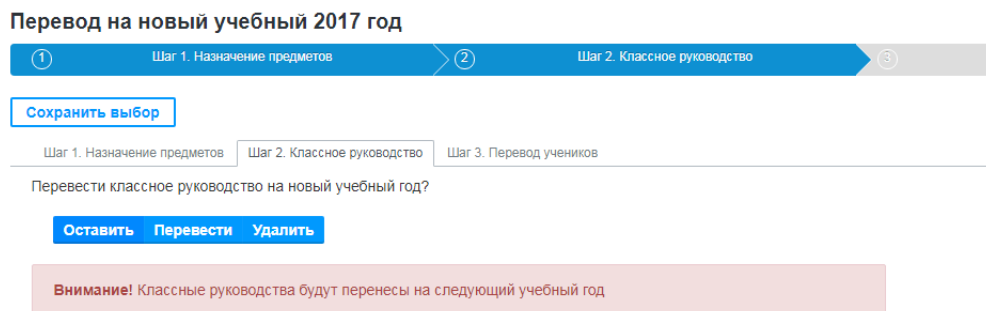 Перевод на новый учебный 2017 год
1 Шаг 1. Назначение предметов 2 Шаг 2. Классное руководство 3
Сохранить выбор
Шаг 1. Назначение предметов Шаг 2. Классное руководство Шаг 3. Перевод учеников
Перевести классное руководство на новый учебный год?
Оставить Перевести Удалить
Внимание! Классные руководства будут перенесы на следующий учебный год